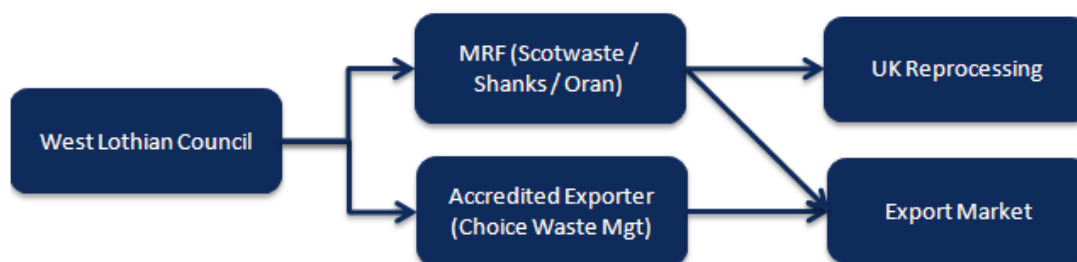 West Lothian Council
MRF (Scotwaste /
Shanks / Oran)
Accredited Exporter
(Choice Waste Mgt)
UK Reprocessing
Export Market